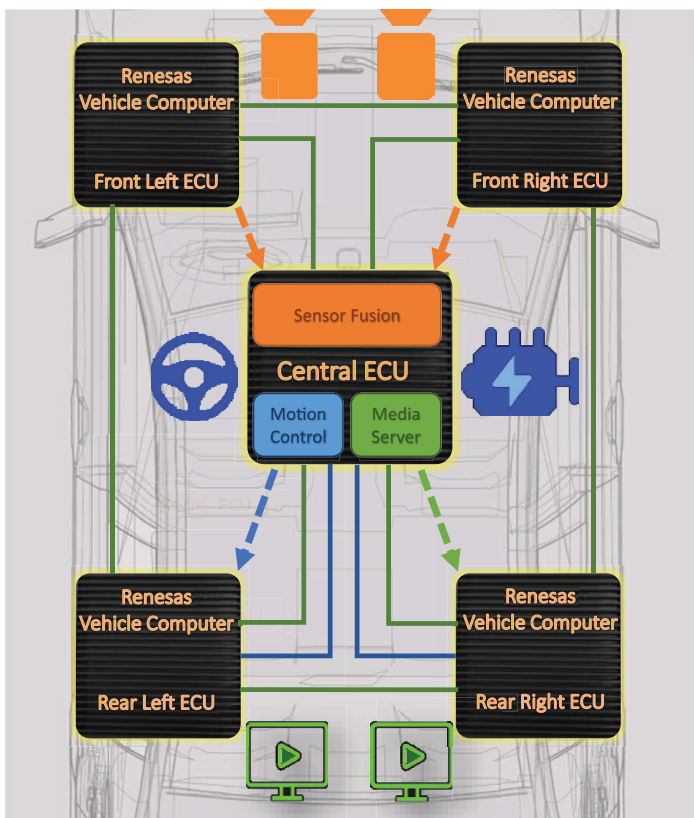 Renesas
Vehicle Computer
Front Left ECU
Renesas
Vehicle Computer
Front Right ECU
Sensor Fusion
Central ECU
Motion
Control
Media
Server
Renesas
Vehicle Computer
Rear Left ECU
Renesas
Vehicle Computer
Rear Right ECU